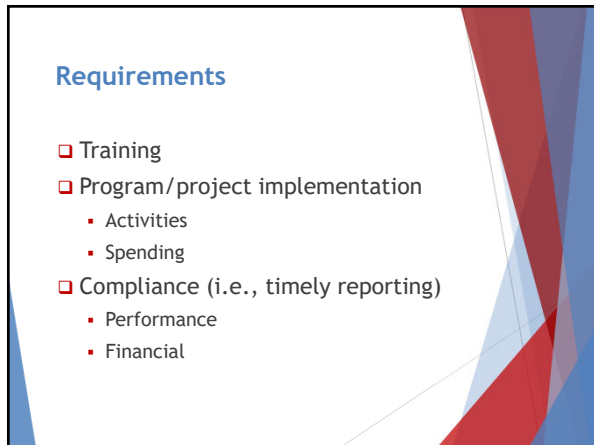 Requirements
Training
Program/project implementation
Activities
Spending
Compliance (i.e., timely reporting)
Performance
Financial